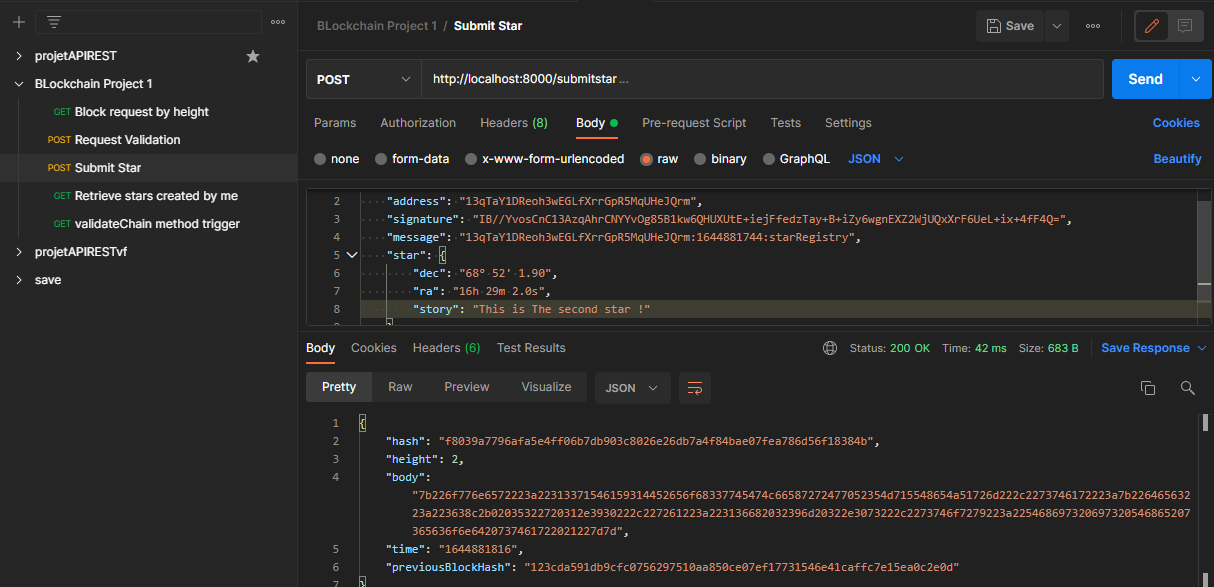 BLockchain Project 1 / Submit Star
Save
projetAPIREST
BLockchain Project 1
GET Block request by height
POST Request Validation
POST Submit Star
GET Retrieve stars created by me
GET validateChain method trigger
projetAPIRESTvf
save
POST http://localhost:8000/submitstar... Send
Params Authorization Headers (8) Body Pre-request Script Tests Settings Cookies
none form-data x-www-form-urlencoded raw binary GraphQL JSON Beautify
2 "address": "13qTaY1DReoh3wEGLfXrrGpR5MqUHeJQrm",
3 "signature": "IB//YvosCnC13AzqAhrCNYYvOg85B1kw6QHUXUtE+iejFfedzTay+B+iZy6wgnEXZ2WjUQxXrF6UeL+ix+4fF4Q=",
4 "message": "13qTaY1DReoh3wEGLfXrrGpR5MqUHeJQrm:1644881744:starRegistry",
5 "star": {
6 "dec": "68° 52' 1.90",
7 "ra": "16h 29m 2.0s",
8 "story": "This is The second star !"
}
Body Cookies Headers (6) Test Results Status: 200 OK Time: 42 ms Size: 683 B Save Response
Pretty Raw Preview Visualize JSON
1 {
2 "hash": "f8039a7796afa5e4ff06b7db903c8026e26db7a4f84bae07fea786d56f18384b",
3 "height": 2,
4 "body":
"7b226f776e6572223a22313371546159314452656f68337745474c66587272477052354d715548654a51726d222c2273746172223a7b226465632
23a223638c2b02035322720312e3930222c227261223a223136682032396d20322e3073222c2273746f7279223a225468697320697320546865207
365636f6e6420737461722021227d7d",
5 "time": "1644881816",
6 "previousBlockHash": "123cda591db9cfc0756297510aa850ce07ef17731546e41caffc7e15ea0c2e0d"
7 }